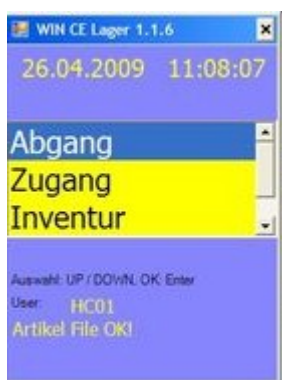 WIN CE Lager 1.1.6
26.04.2009 11:08:07
Abgang
Zugang
Inventur
Auswahl: UP / DOWN, OK: Enter
User: HC01
Artikel File OK!